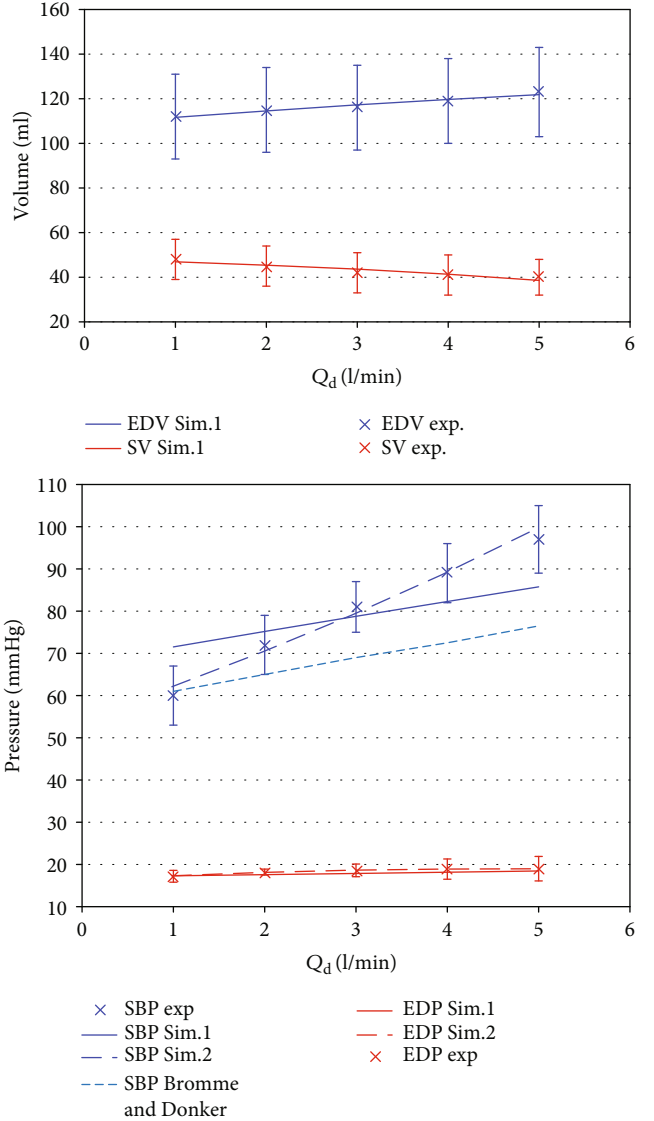 160
140
120
100
80
60
40
20
Volume (ml)
0 1 2 3 4 5 6
Qd (l/min)
EDV Sim.1 EDV exp.
SV Sim.1 SV exp.
110
100
90
80
70
60
50
40
30
20
10
Pressure (mmHg)
0 1 2 3 4 5 6
Qd (l/min)
SBP exp EDP Sim.1
SBP Sim.1 EDP Sim.2
SBP Sim.2 EDP exp
SBP Bromme
and Donker